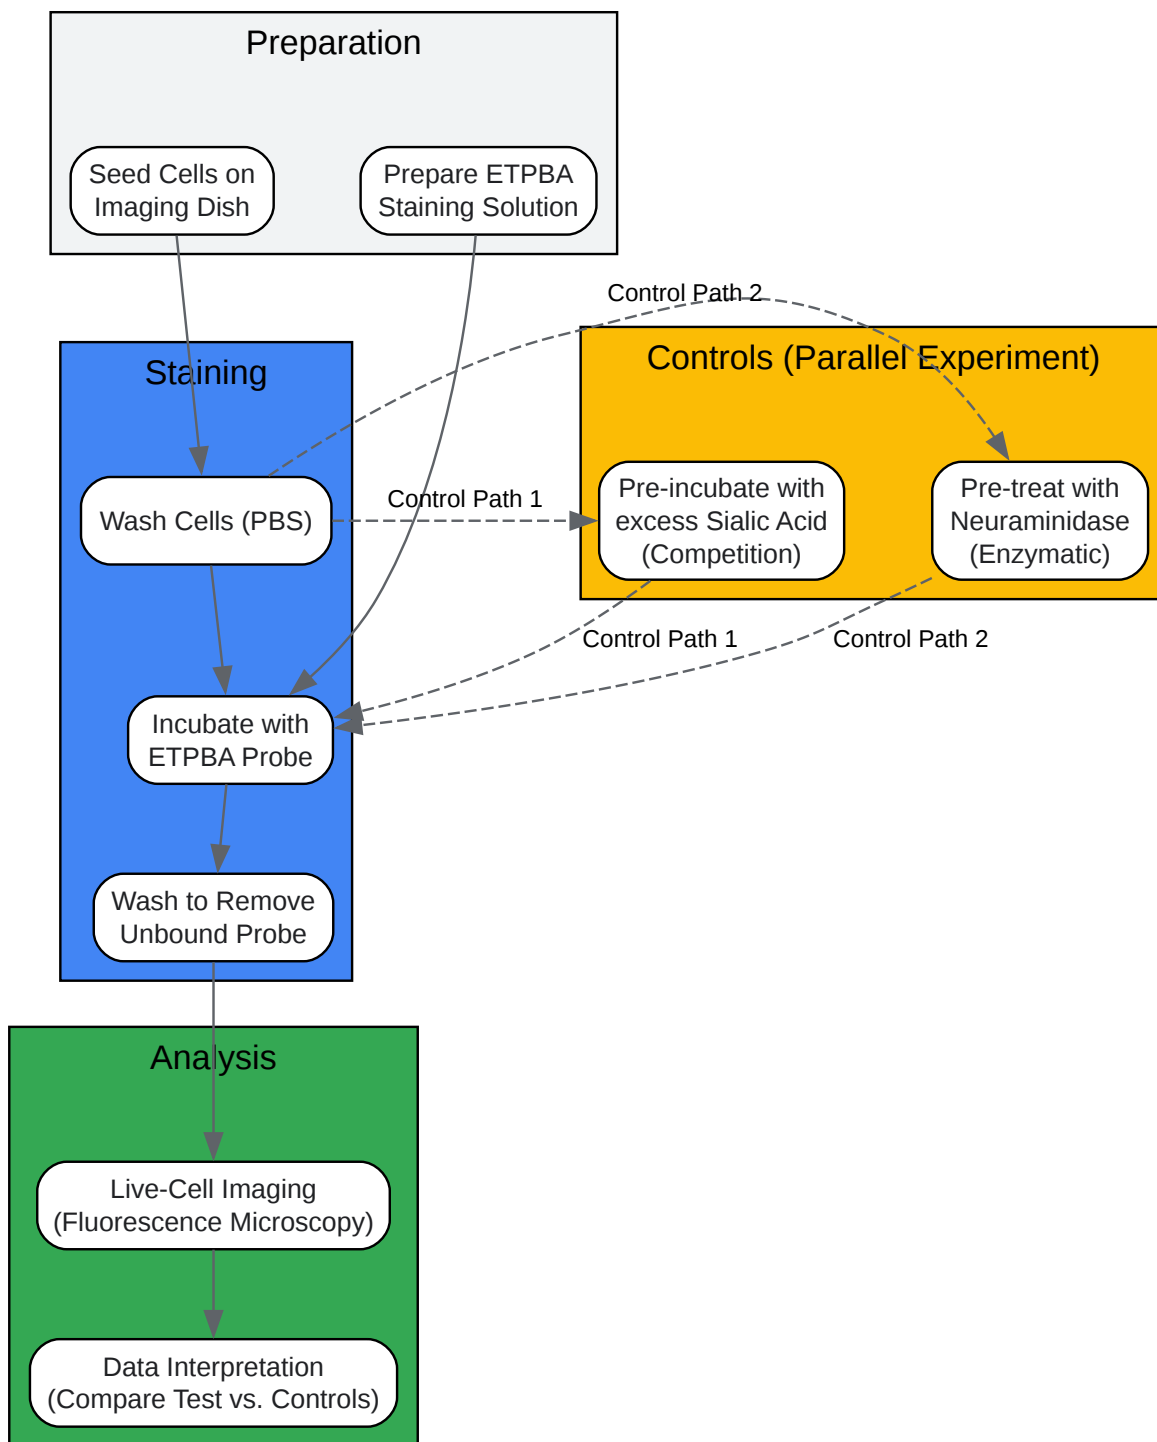 Preparation
Seed Cells on
Imaging Dish
Prepare ETPBA
Staining Solution
Control Path 2
Staining
Controls (Parallel Experiment)
Wash Cells (PBS)
Control Path 1
Pre-incubate with
excess Sialic Acid
(Competition)
Pre-treat with
Neuraminidase
(Enzymatic)
Control Path 1
Control Path 2
Incubate with
ETPBA Probe
Wash to Remove
Unbound Probe
Analysis
Live-Cell Imaging
(Fluorescence Microscopy)
Data Interpretation
(Compare Test vs. Controls)